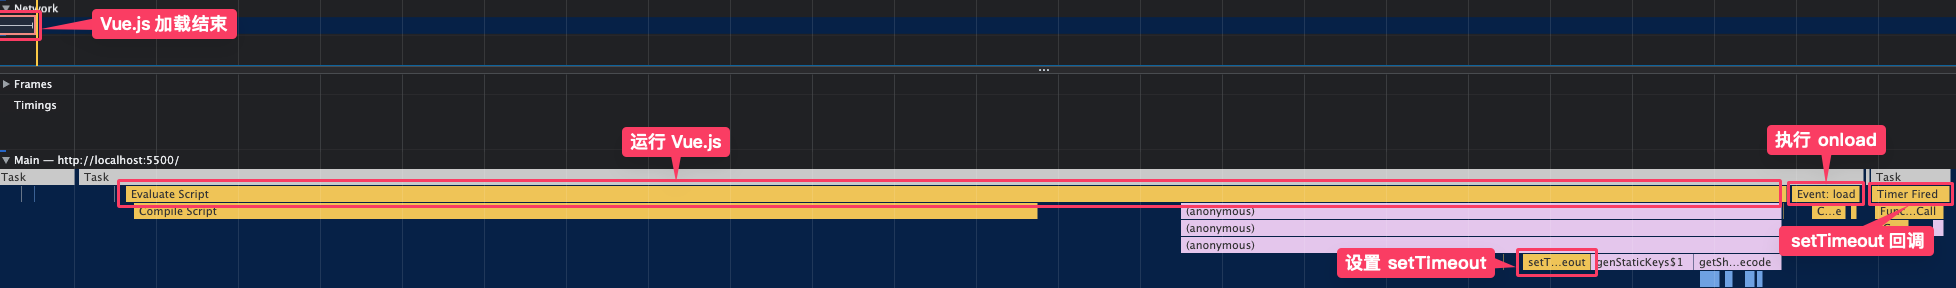 Network
Vue.js 加载结束
...
Frames
Timings
运行 Vue.js
执行 onload
Main — http://localhost:5500/
Task
Task
Task
Evaluate Script
Event: load
Timer Fired
Compile Script
(anonymous)
C...e
Func...Call
(anonymous)
(anonymous)
setTimeout 回调
设置 setTimeout
setT...eout
genStaticKeys$1
getSh...ecode